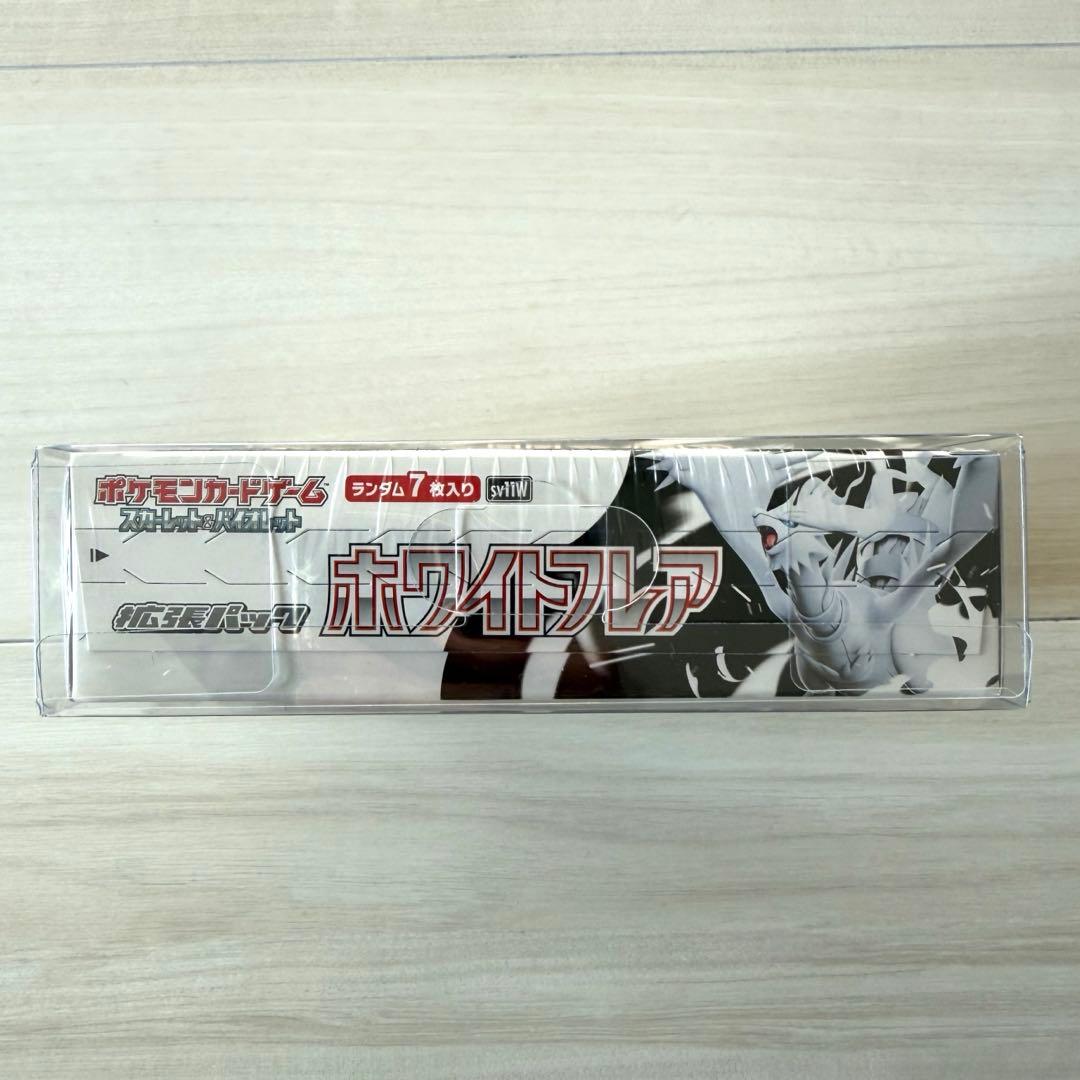 ポケモンカードゲーム
スカーレット&バイオレット
ランダム7枚入り sv11W
拡張パック
ホワイトフレア